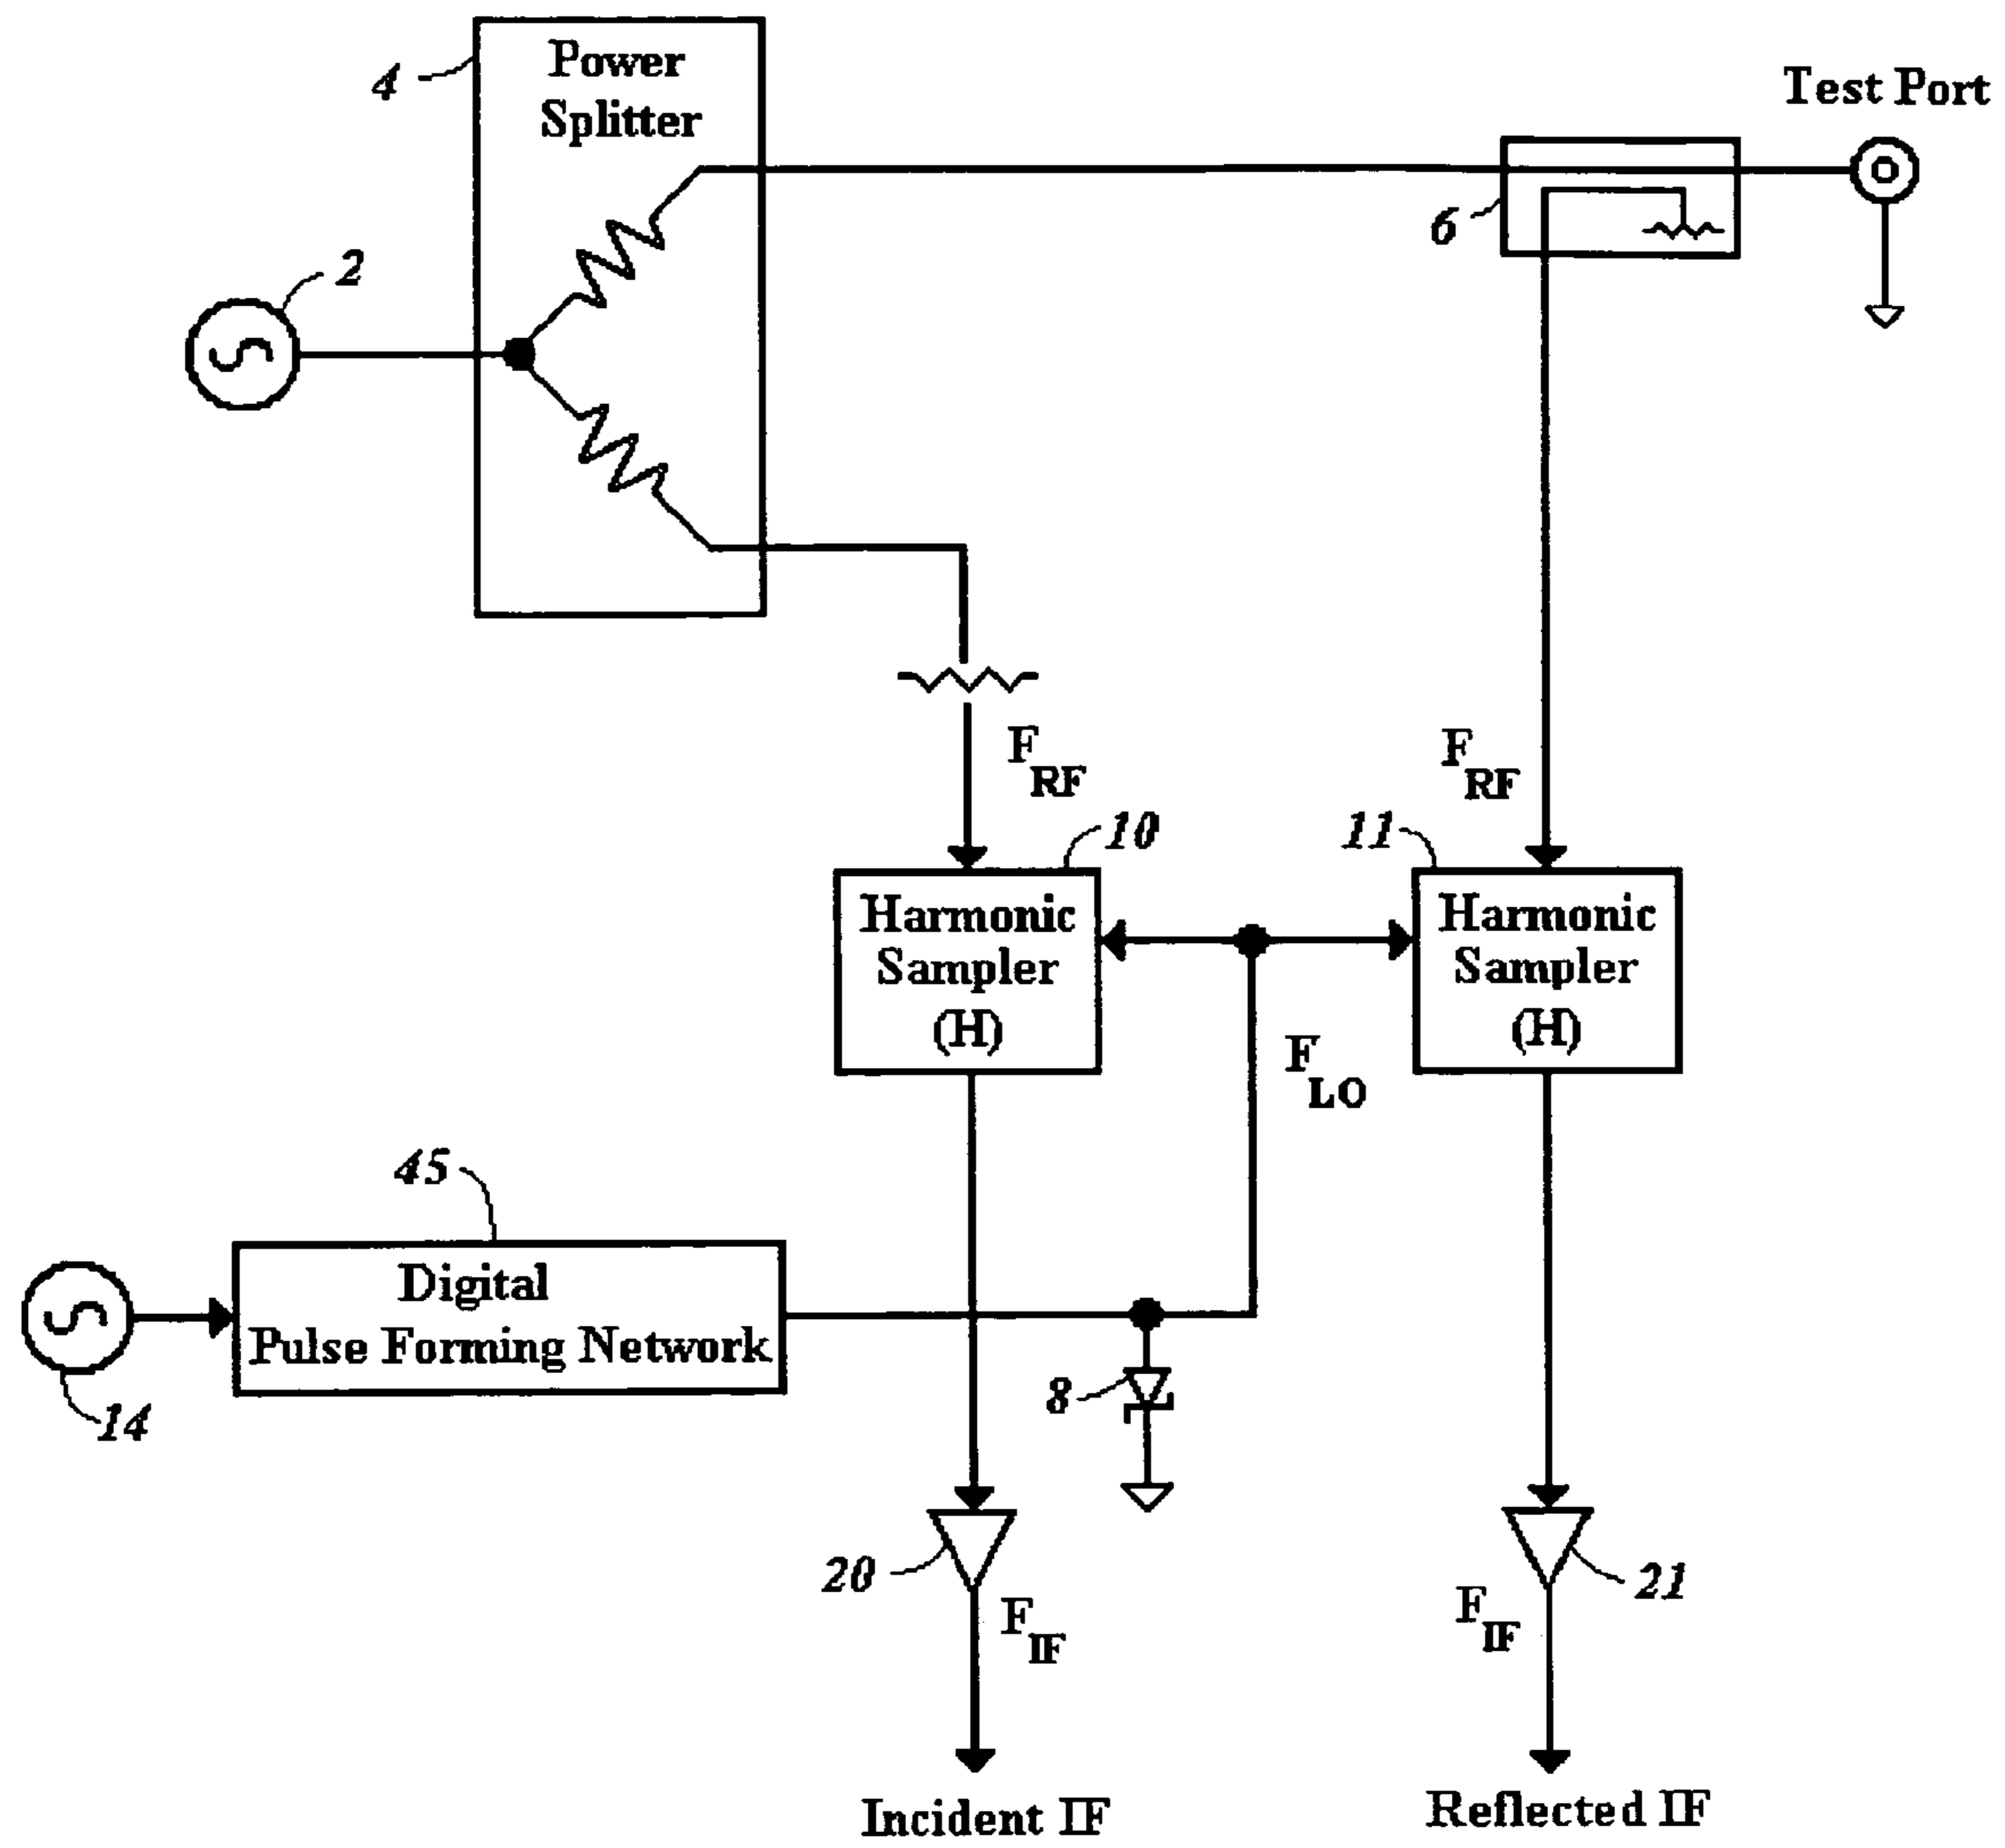 Power
Splitter
4
Test Port
6
2
F
RF
F
RF
10
11
Harmonic
Sampler
(H)
Harmonic
Sampler
(H)
F
LO
45
Digital
Pulse Forming Network
14
8
20
21
F
IF
F
IF
Incident IF
Reflected IF